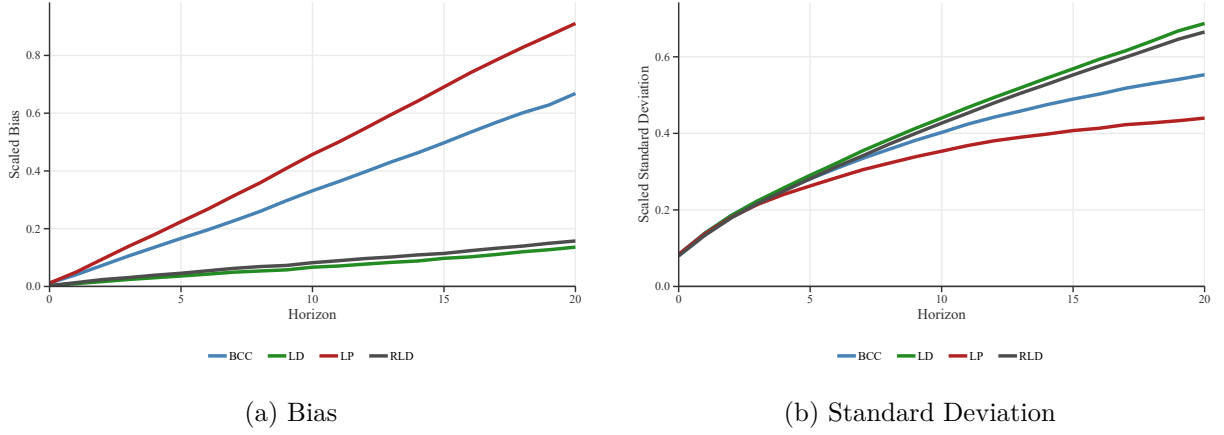 Scaled Bias
0.8
0.6
0.4
0.2
0.0
0 5 10 15 20
Horizon
BCC LD LP RLD
(a) Bias
Scaled Standard Deviation
0.6
0.4
0.2
0.0
0 5 10 15 20
Horizon
BCC LD LP RLD
(b) Standard Deviation